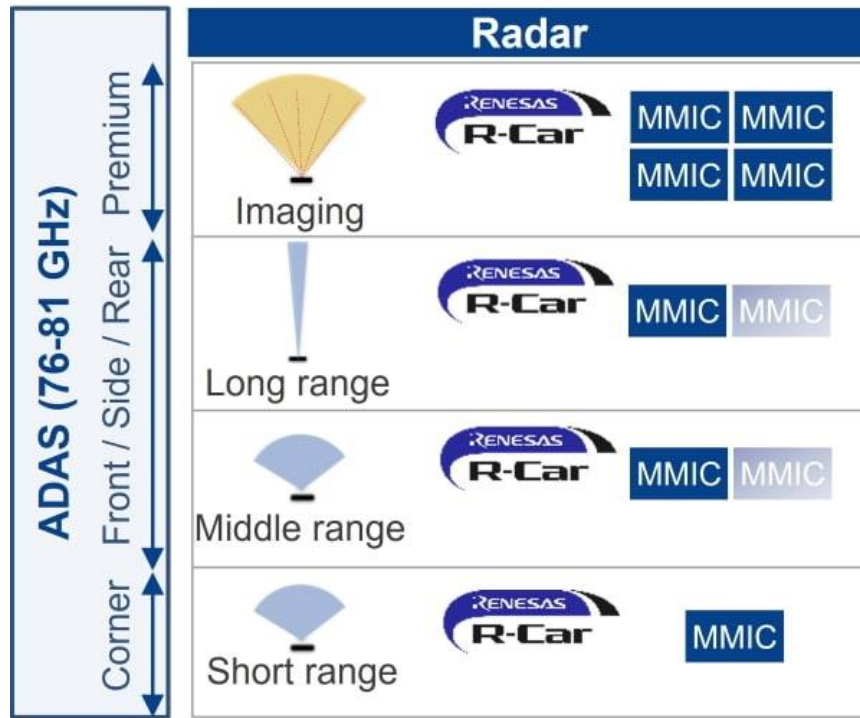 Radar
ADAS (76-81 GHz)
Premium
Front / Side / Rear
Corner
RENESAS
R-Car
MMIC MMIC
MMIC MMIC
Imaging
RENESAS
R-Car
MMIC MMIC
Long range
RENESAS
R-Car
MMIC MMIC
Middle range
RENESAS
R-Car
MMIC
Short range